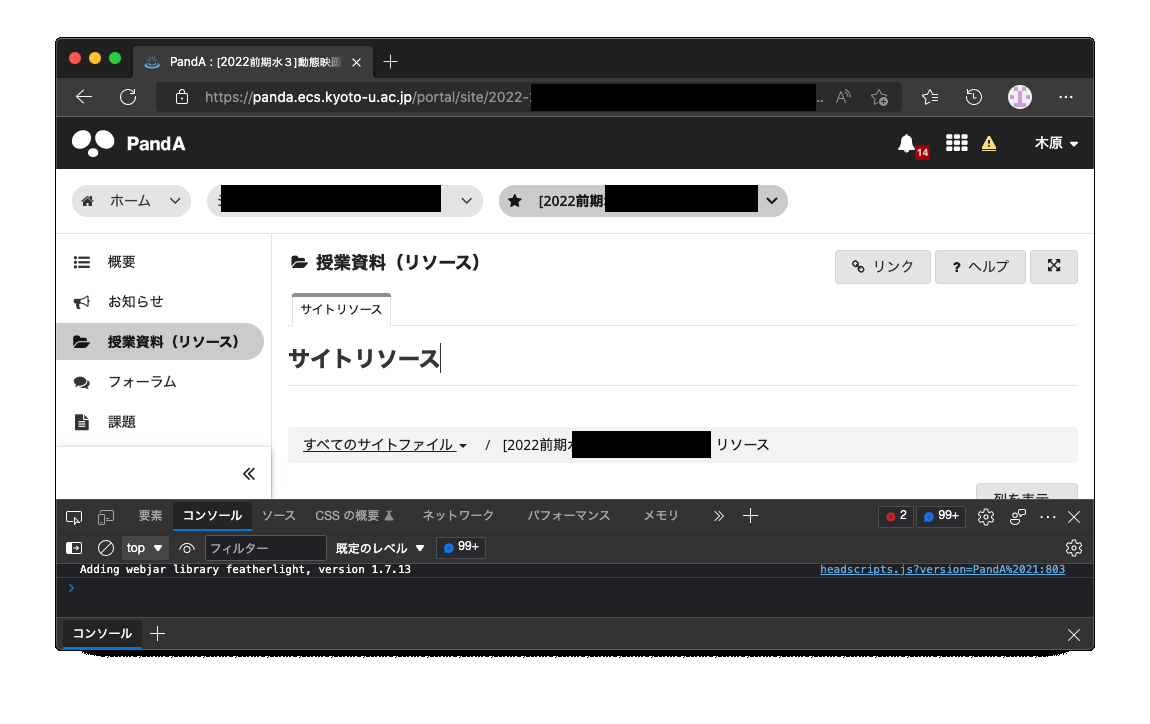 PandA : [2022前期水３]動態映画
https://panda.ecs.kyoto-u.ac.jp/portal/site/2022-
..
PandA
14
木原
ホーム
[2022前期
概要
お知らせ
授業資料（リソース）
フォーラム
課題
授業資料（リソース）
リンク
? ヘルプ
サイトリソース
サイトリソース
すべてのサイトファイル / [2022前期 リソース
列を表示
要素 コンソール ソース CSS の概要 ネットワーク パフォーマンス メモリ
2 99+
top フィルター 既定のレベル 99+
Adding webjar library featherlight, version 1.7.13 headscripts.js?version=PandA%2021:803
コンソール